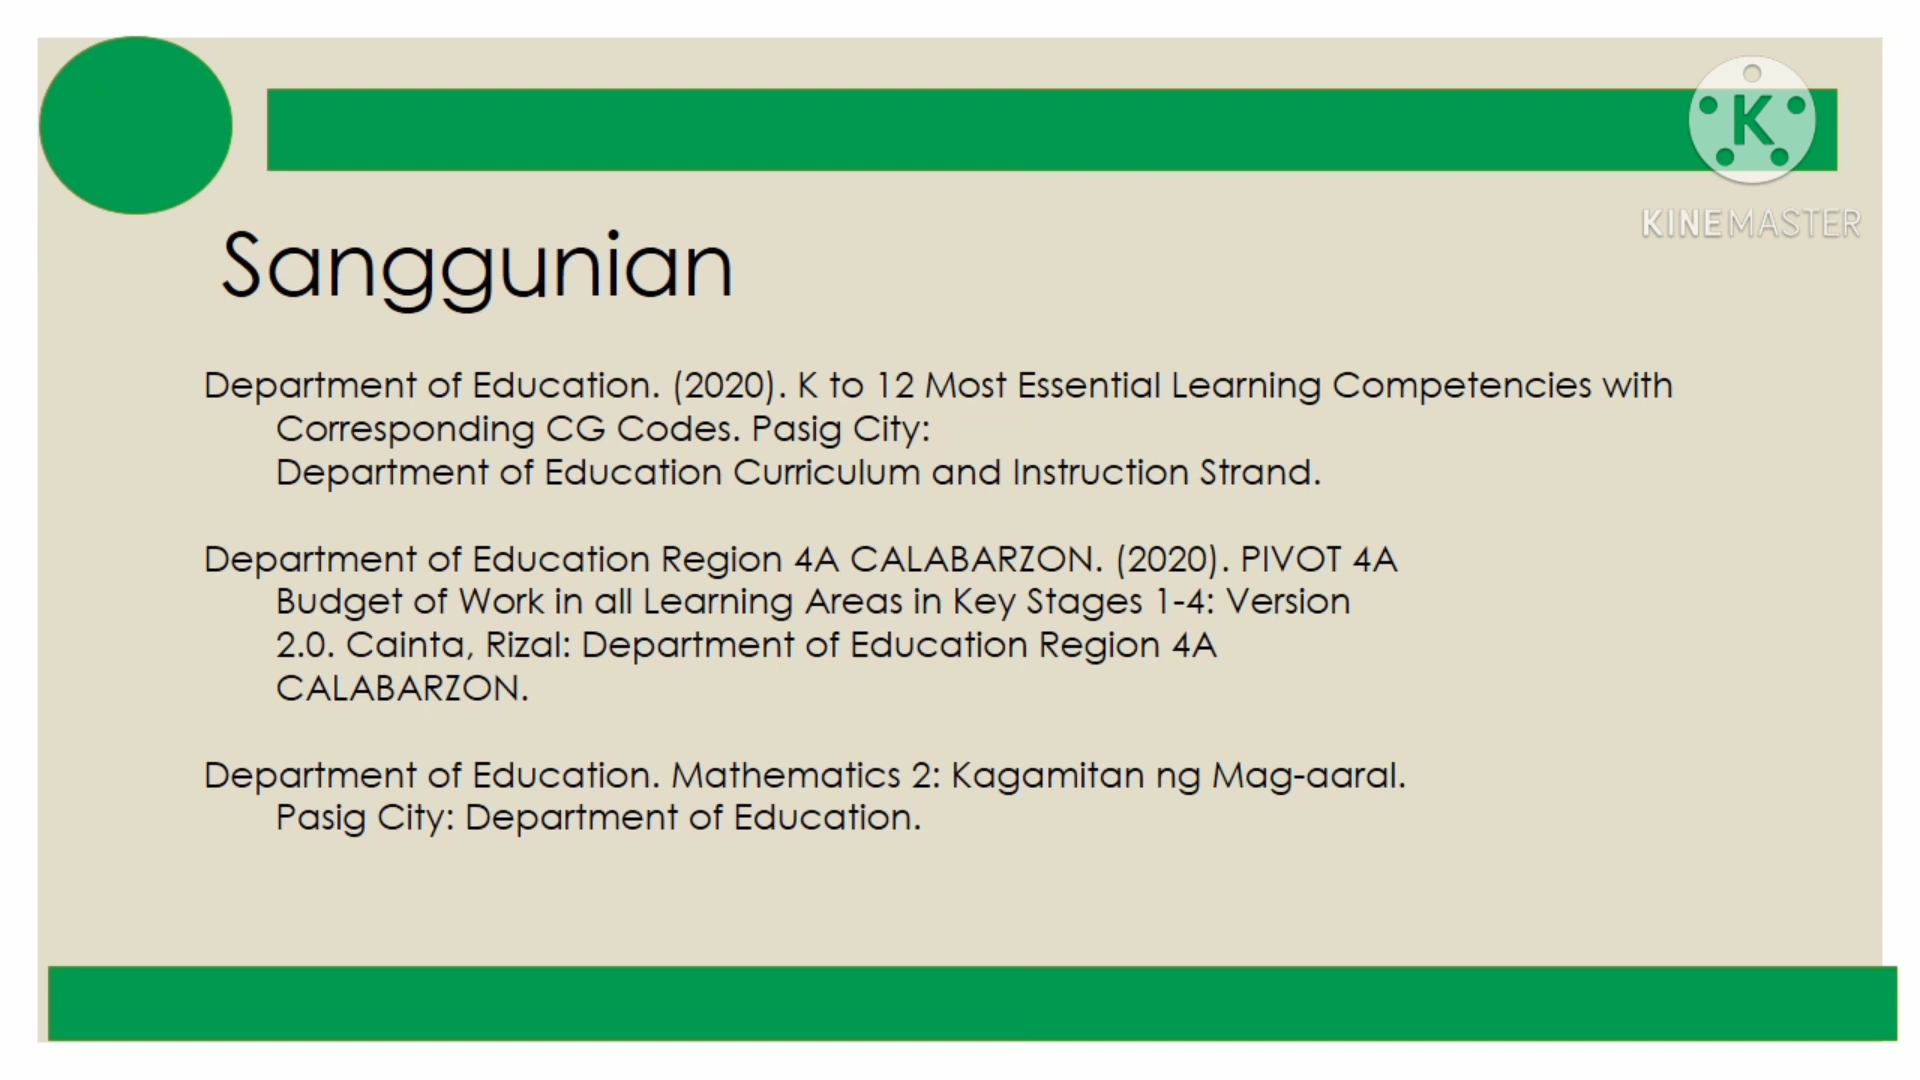 K
KINEMASTER
Sanggunian
Department of Education. (2020). K to 12 Most Essential Learning Competencies with
Corresponding CG Codes. Pasig City:
Department of Education Curriculum and Instruction Strand.
Department of Education Region 4A CALABARZON. (2020). PIVOT 4A
Budget of Work in all Learning Areas in Key Stages 1-4: Version
2.0. Cainta, Rizal: Department of Education Region 4A
CALABARZON.
Department of Education. Mathematics 2: Kagamitan ng Mag-aaral.
Pasig City: Department of Education.